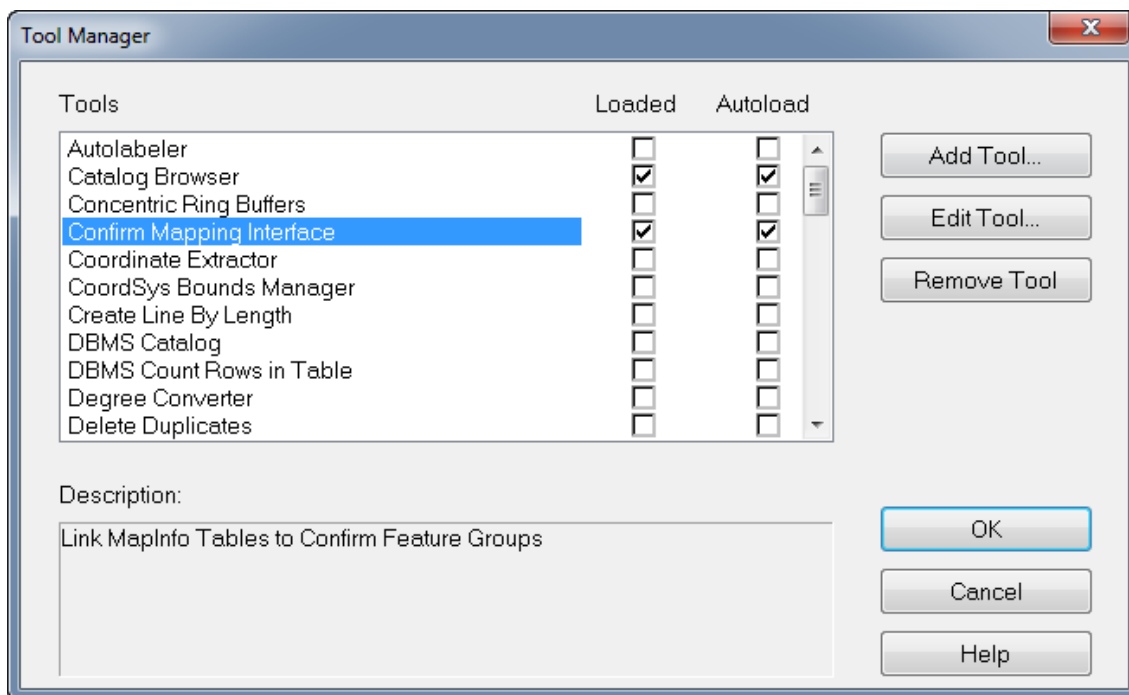 Tool Manager
Tools Loaded Autoload
Autolabeler
Catalog Browser
Concentric Ring Buffers
Confirm Mapping Interface
Coordinate Extractor
CoordSys Bounds Manager
Create Line By Length
DBMS Catalog
DBMS Count Rows in Table
Degree Converter
Delete Duplicates
Add Tool...
Edit Tool...
Remove Tool
Description:
Link MapInfo Tables to Confirm Feature Groups
OK
Cancel
Help